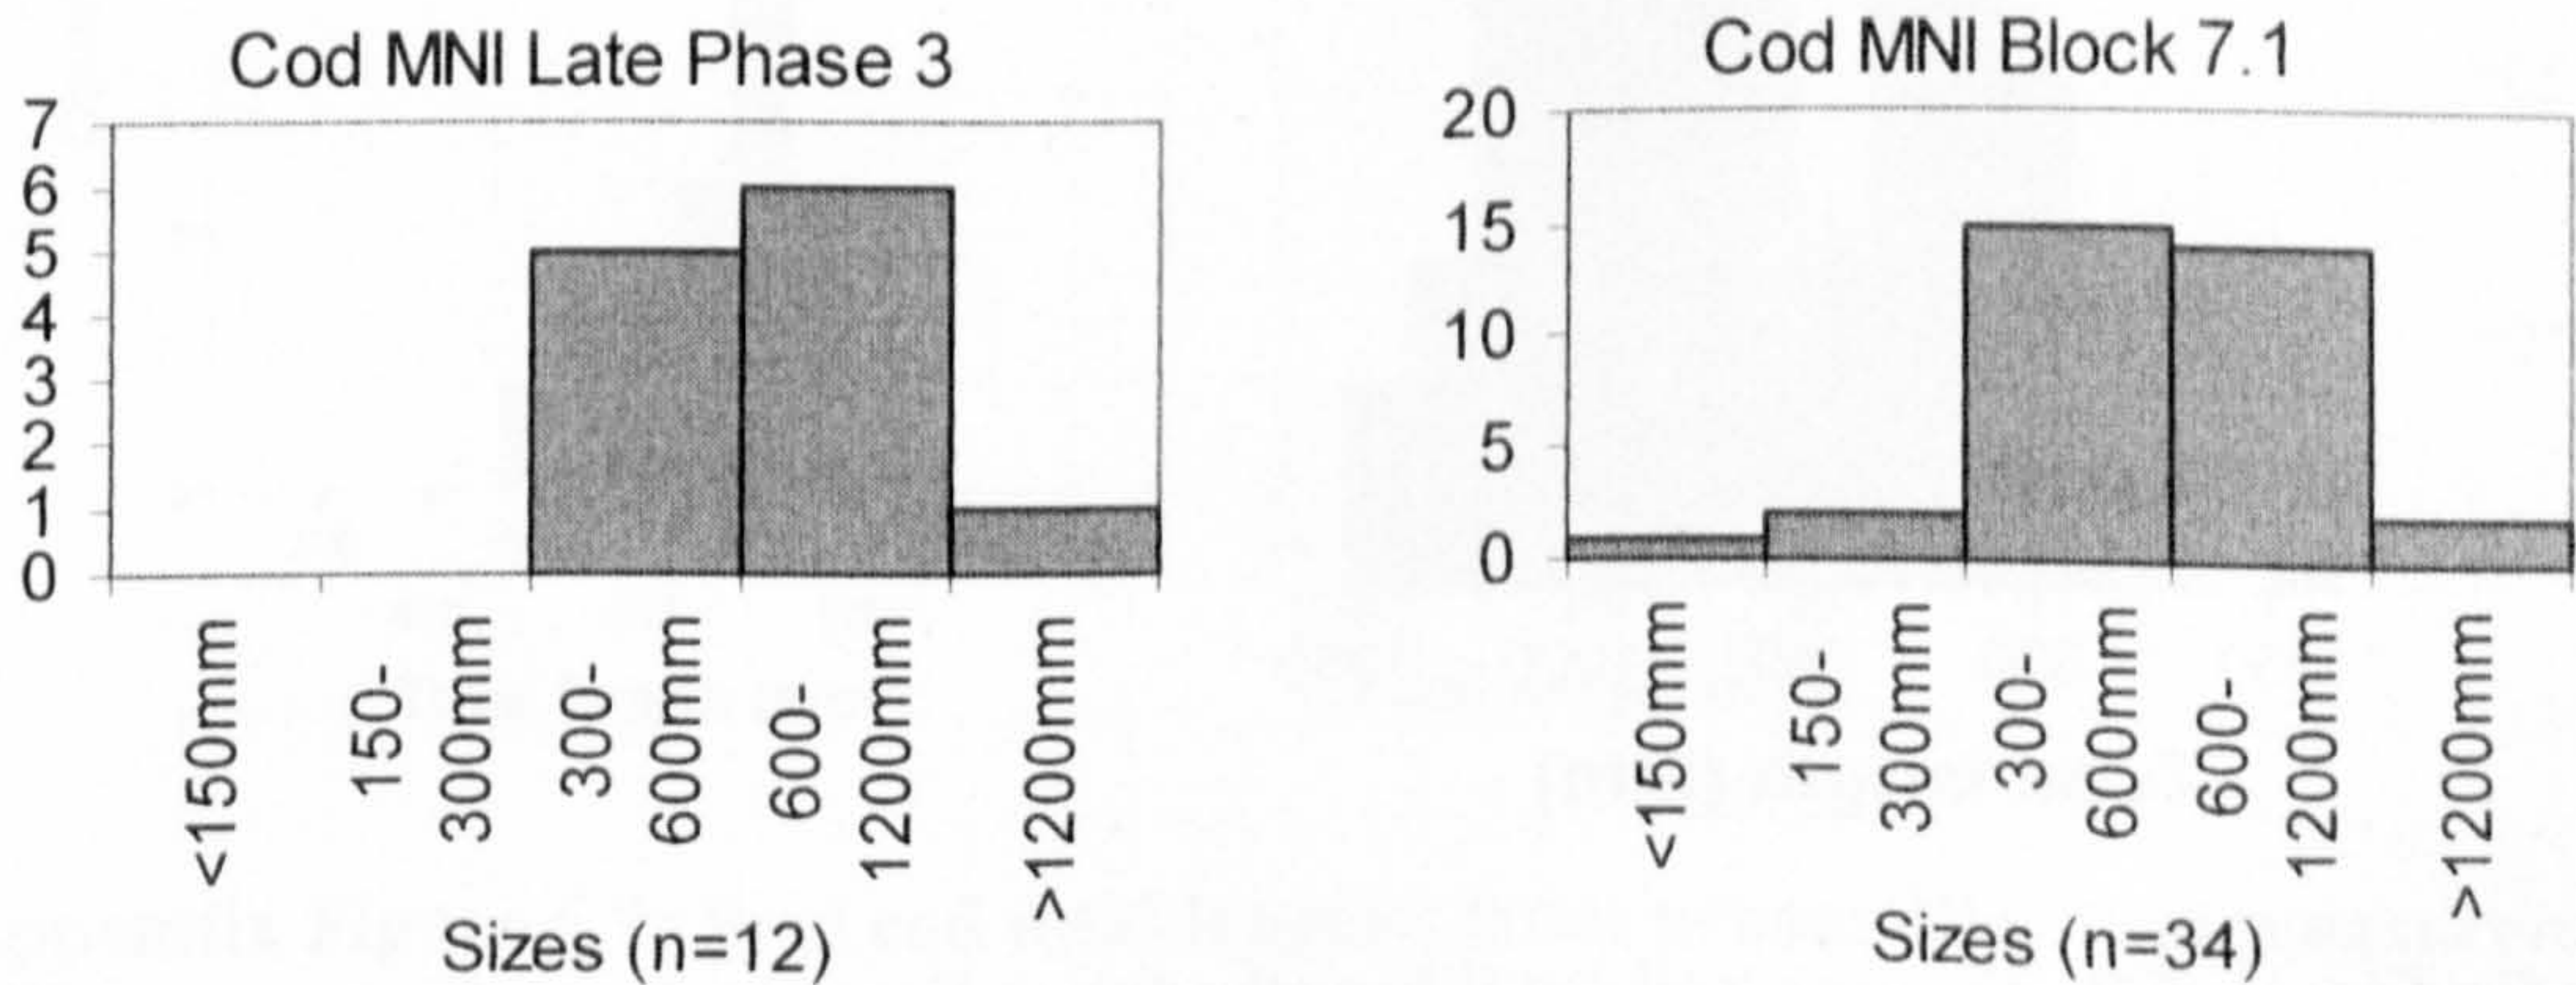 Cod MNI Late Phase 3
7
6
5
4
3
2
1
0
<150mm
150-
300mm
300-
600mm
600-
1200mm
>1200mm
Sizes (n=12)
Cod MNI Block 7.1
20
15
10
5
0
<150mm
150-
300mm
300-
600mm
600-
1200mm
>1200mm
Sizes (n=34)